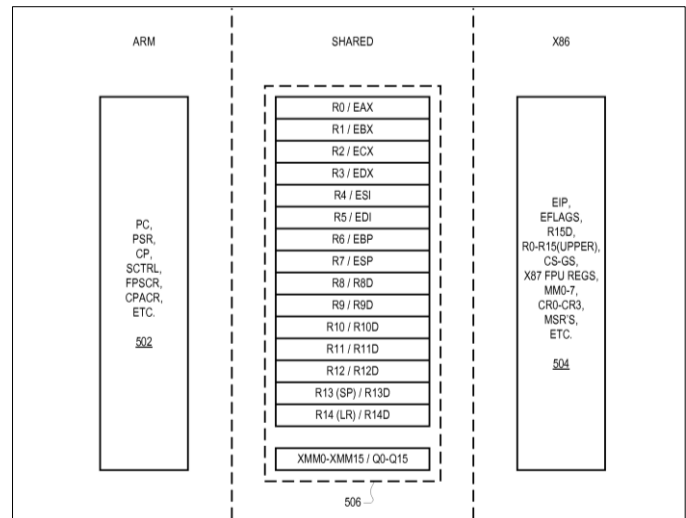 ARM
SHARED
X86
PC,
PSR,
CP,
SCTRL,
FPSCR,
CPACR,
ETC.
502
R0 / EAX
R1 / EBX
R2 / ECX
R3 / EDX
R4 / ESI
R5 / EDI
R6 / EBP
R7 / ESP
R8 / R8D
R9 / R9D
R10 / R10D
R11 / R11D
R12 / R12D
R13 (SP) / R13D
R14 (LR) / R14D
XMM0-XMM15 / Q0-Q15
506
EIP,
EFLAGS,
R15D,
R0-R15(UPPER),
CS-GS,
X87 FPU REGS,
MM0-7,
CR0-CR3,
MSR'S,
ETC.
504